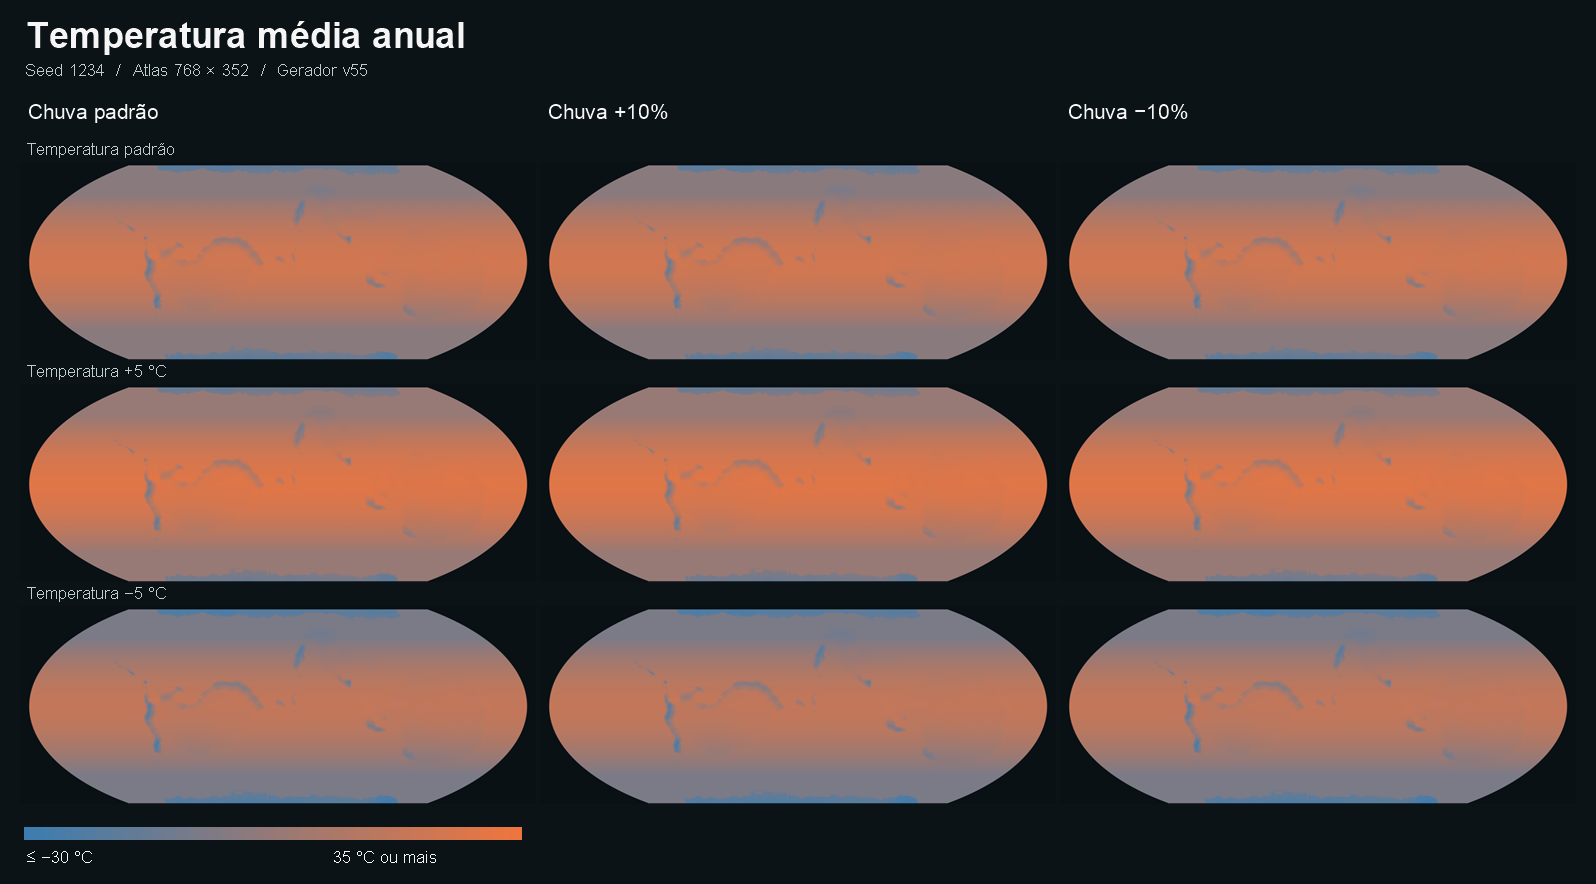 Temperatura média anual
Seed 1234 / Atlas 768 × 352 / Gerador v55
Chuva padrão
Chuva +10%
Chuva −10%
Temperatura padrão
Temperatura +5 °C
Temperatura −5 °C
≤ −30 °C
35 °C ou mais